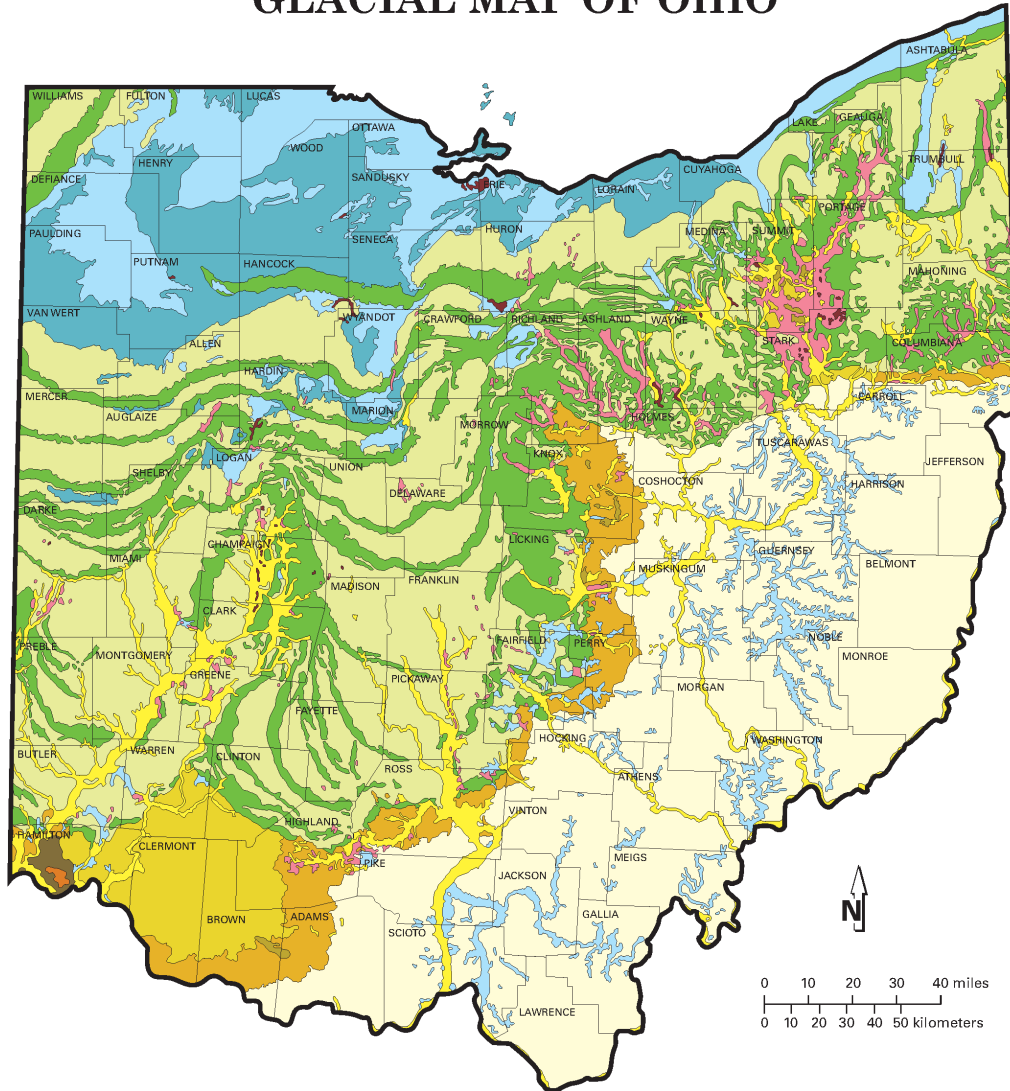 GLACIAL MAP OF OHIO
ASHTABULA
WILLIAMS FULTON LUCAS
LAKE GEAUGA
OTTAWA
WOOD
HENRY TRUMBULL
CUYAHOGA
DEFIANCE SANDUSKY ERIE LORAIN
PORTAGE
PAULDING HURON MEDINA SUMMIT
SENECA
PUTNAM HANCOCK
MAHONING
VAN WERT WYANDOT CRAWFORD RICHLAND ASHLAND WAYNE
ALLEN STARK COLUMBIANA
HARDIN
MERCER CARROLL
AUGLAIZE MARION HOLMES
MORROW
TUSCARAWAS
LOGAN KNOX JEFFERSON
SHELBY UNION
COSHOCTON HARRISON
DELAWARE
DARKE
LICKING
CHAMPAIGN GUERNSEY
MIAMI BELMONT
MUSKINGUM
MADISON FRANKLIN
CLARK
PREBLE FAIRFIELD PERRY NOBLE
MONTGOMERY MONROE
GREENE PICKAWAY
MORGAN
FAYETTE
HOCKING WASHINGTON
BUTLER WARREN CLINTON
ROSS ATHENS
VINTON
HIGHLAND
HAMILTON
CLERMONT
PIKE MEIGS
JACKSON
BROWN ADAMS GALLIA
SCIOTO
N
LAWRENCE
0 10 20 30 40 miles
0 10 20 30 40 50 kilometers